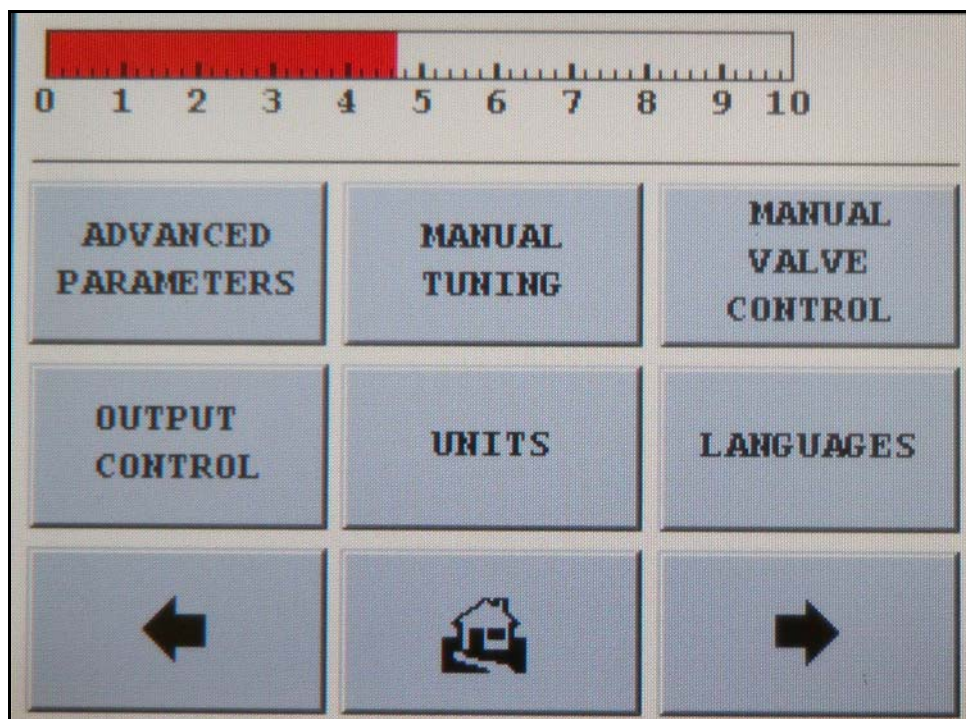 0 1 2 3 4 5 6 7 8 9 10
ADVANCED
PARAMETERS
MANUAL
TUNING
MANUAL
VALVE
CONTROL
OUTPUT
CONTROL
UNITS
LANGUAGES